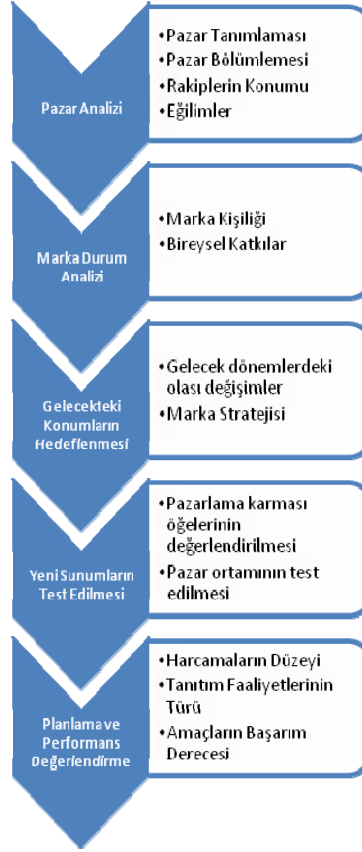 Pazar Analizi
•Pazar Tanımlaması
•Pazar Bölümlemesi
•Rakiplerin Konumu
•Eğilimler
Marka Durum
Analizi
•Marka Kişiliği
•Bireysel Katkılar
Gelecekteki
Konumların
Hedeflenmesi
•Gelecek dönemlerdeki
olası değişimler
•Marka Stratejisi
Yeni Sunumların
Test Edilmesi
•Pazarlama karması
öğelerinin
değerlendirilmesi
•Pazar ortamının test
edilmesi
Planlama ve
Performans
Değerlendirme
•Harcamaların Düzeyi
•Tanıtım Faaliyetlerinin
Türü
•Amaçların Başarım
Derecesi